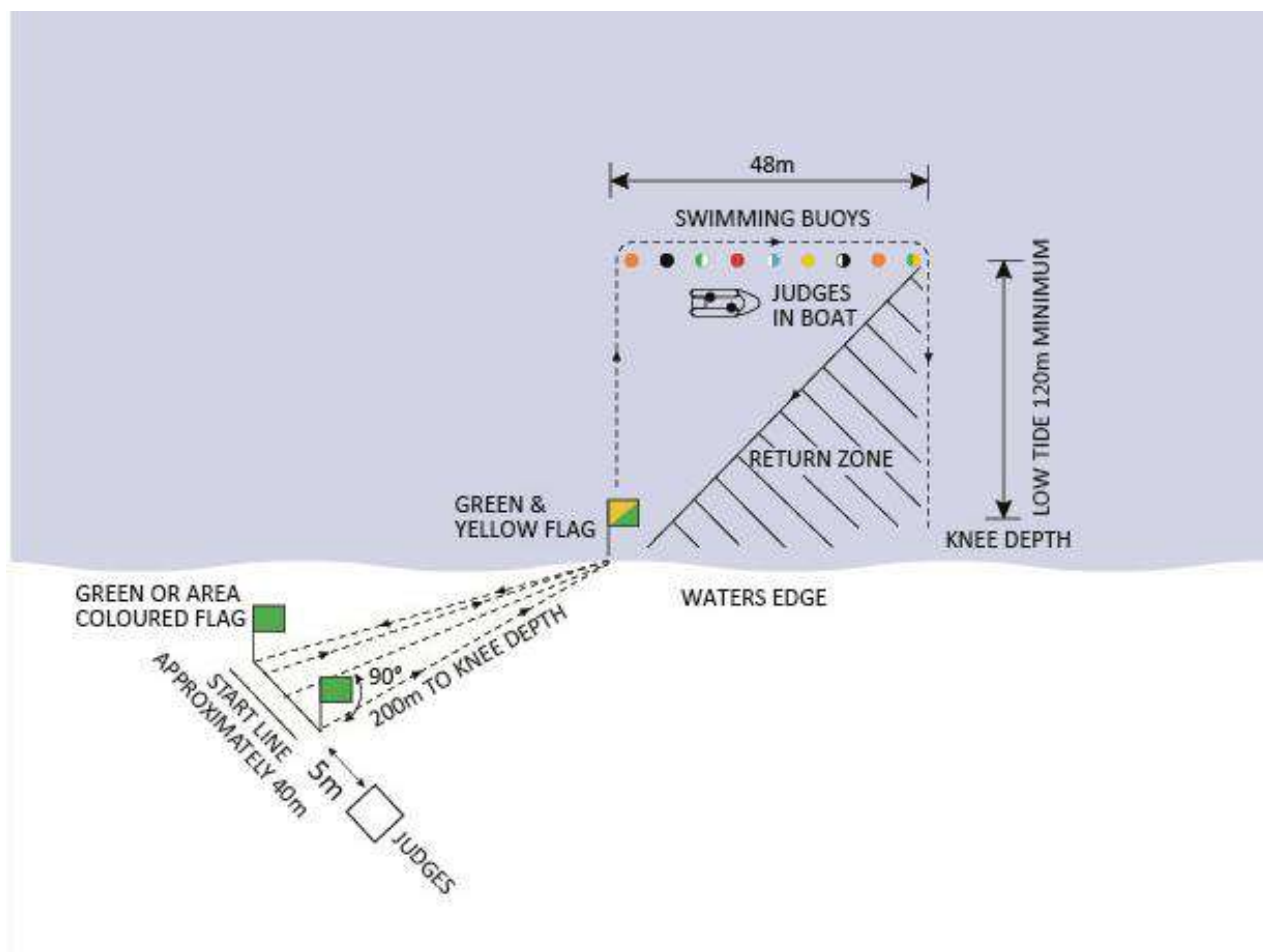 48m
SWIMMING BUOYS
JUDGES
IN BOAT
LOW TIDE 120m MINIMUM
RETURN ZONE
GREEN &
YELLOW FLAG
KNEE DEPTH
GREEN OR AREA
COLOURED FLAG
WATERS EDGE
90º
200m TO KNEE DEPTH
START LINE
APPROXIMATELY 40m
5m
JUDGES